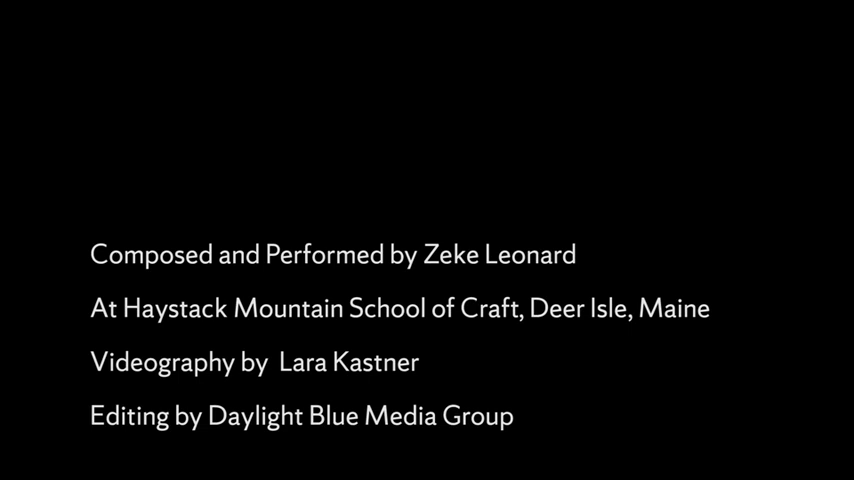 Composed and Performed by Zeke Leonard
At Haystack Mountain School of Craft, Deer Isle, Maine
Videography by  Lara Kastner
Editing by Daylight Blue Media Group